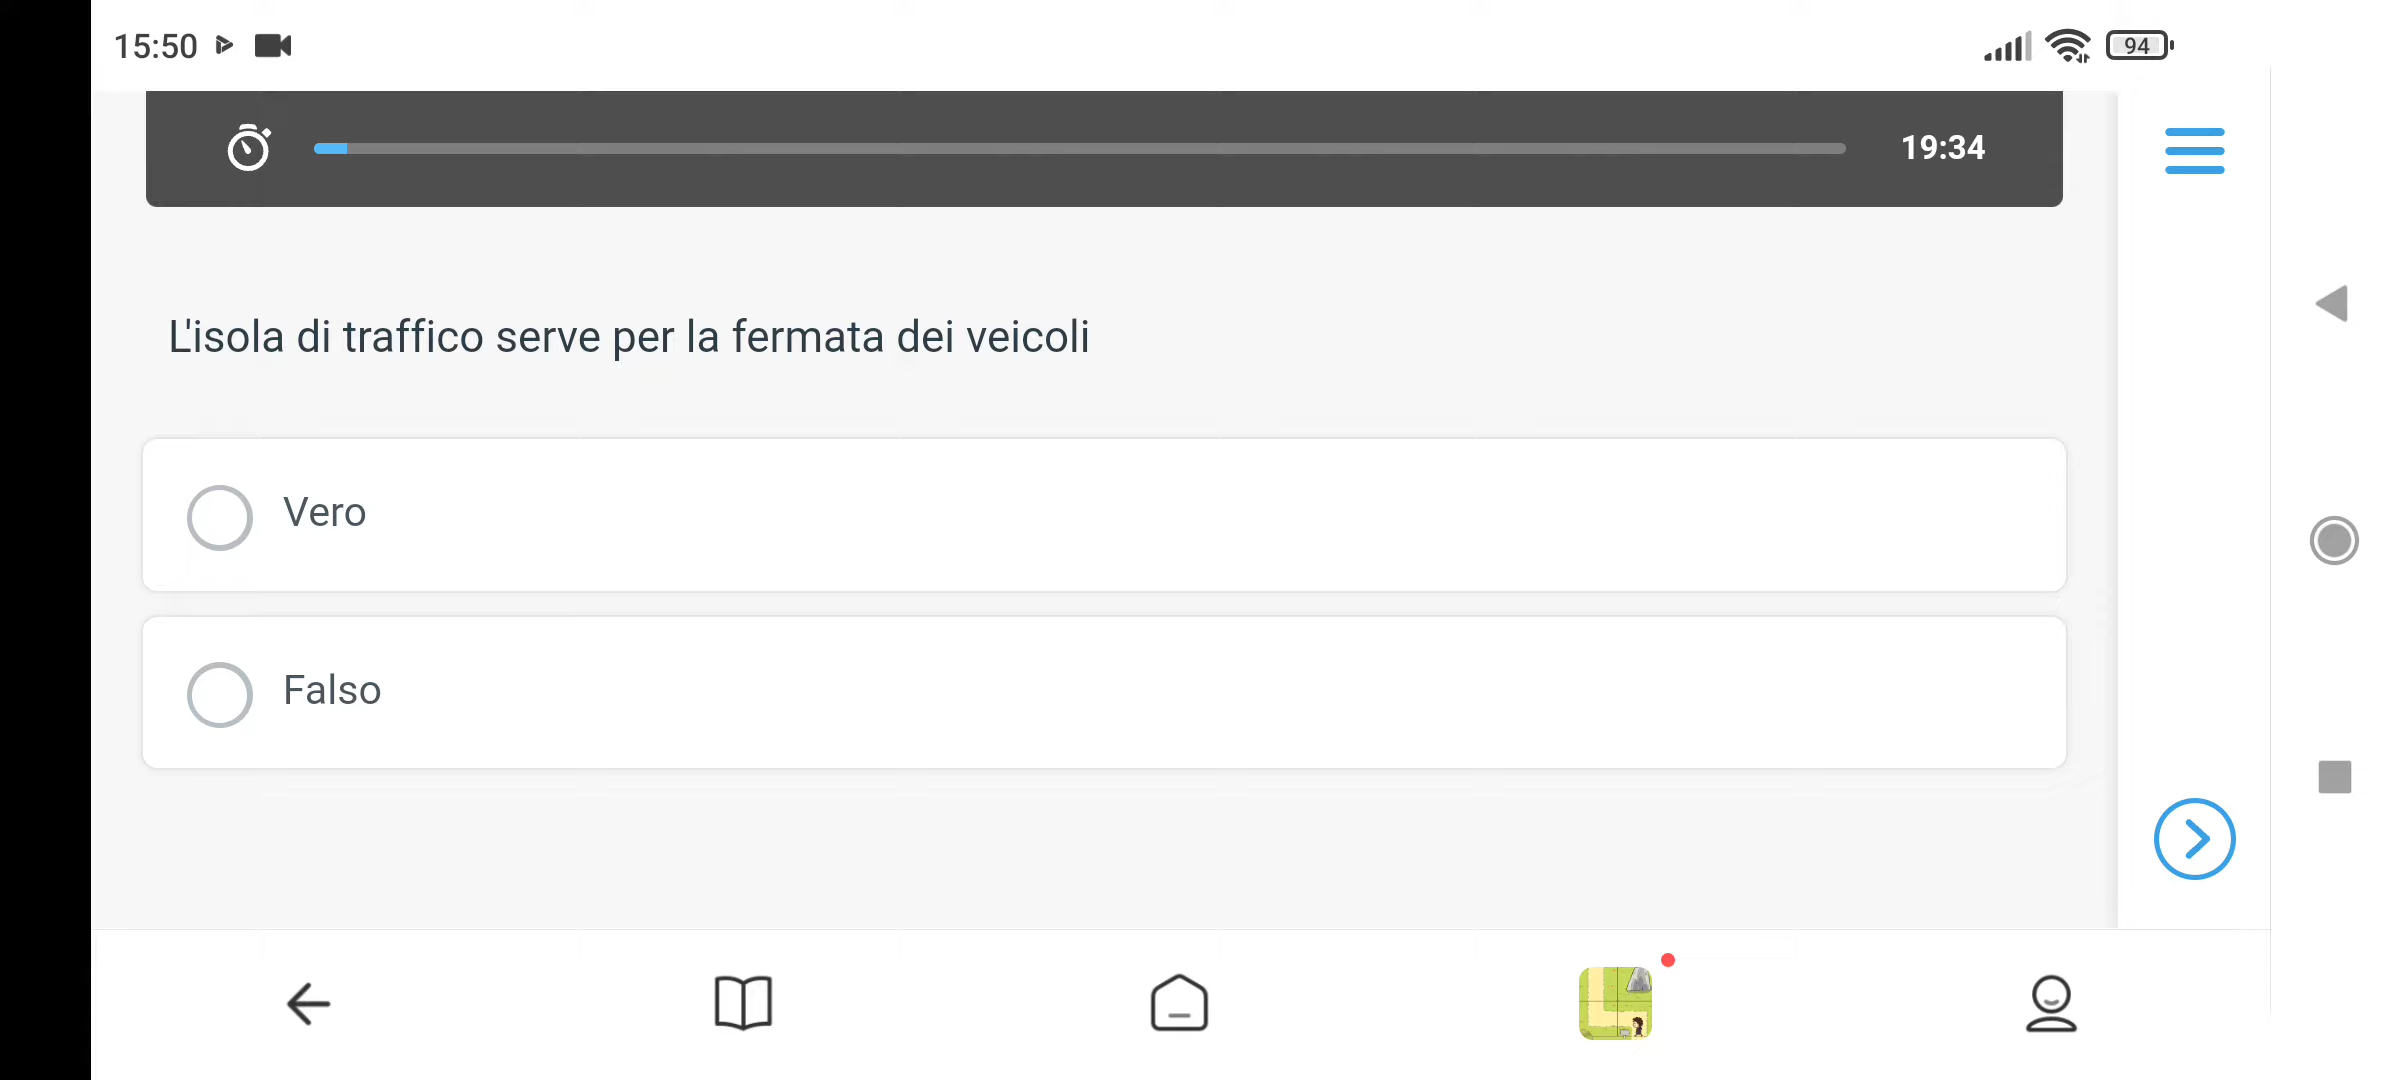 15:50
94
19:34
L'isola di traffico serve per la fermata dei veicoli
Vero
Falso